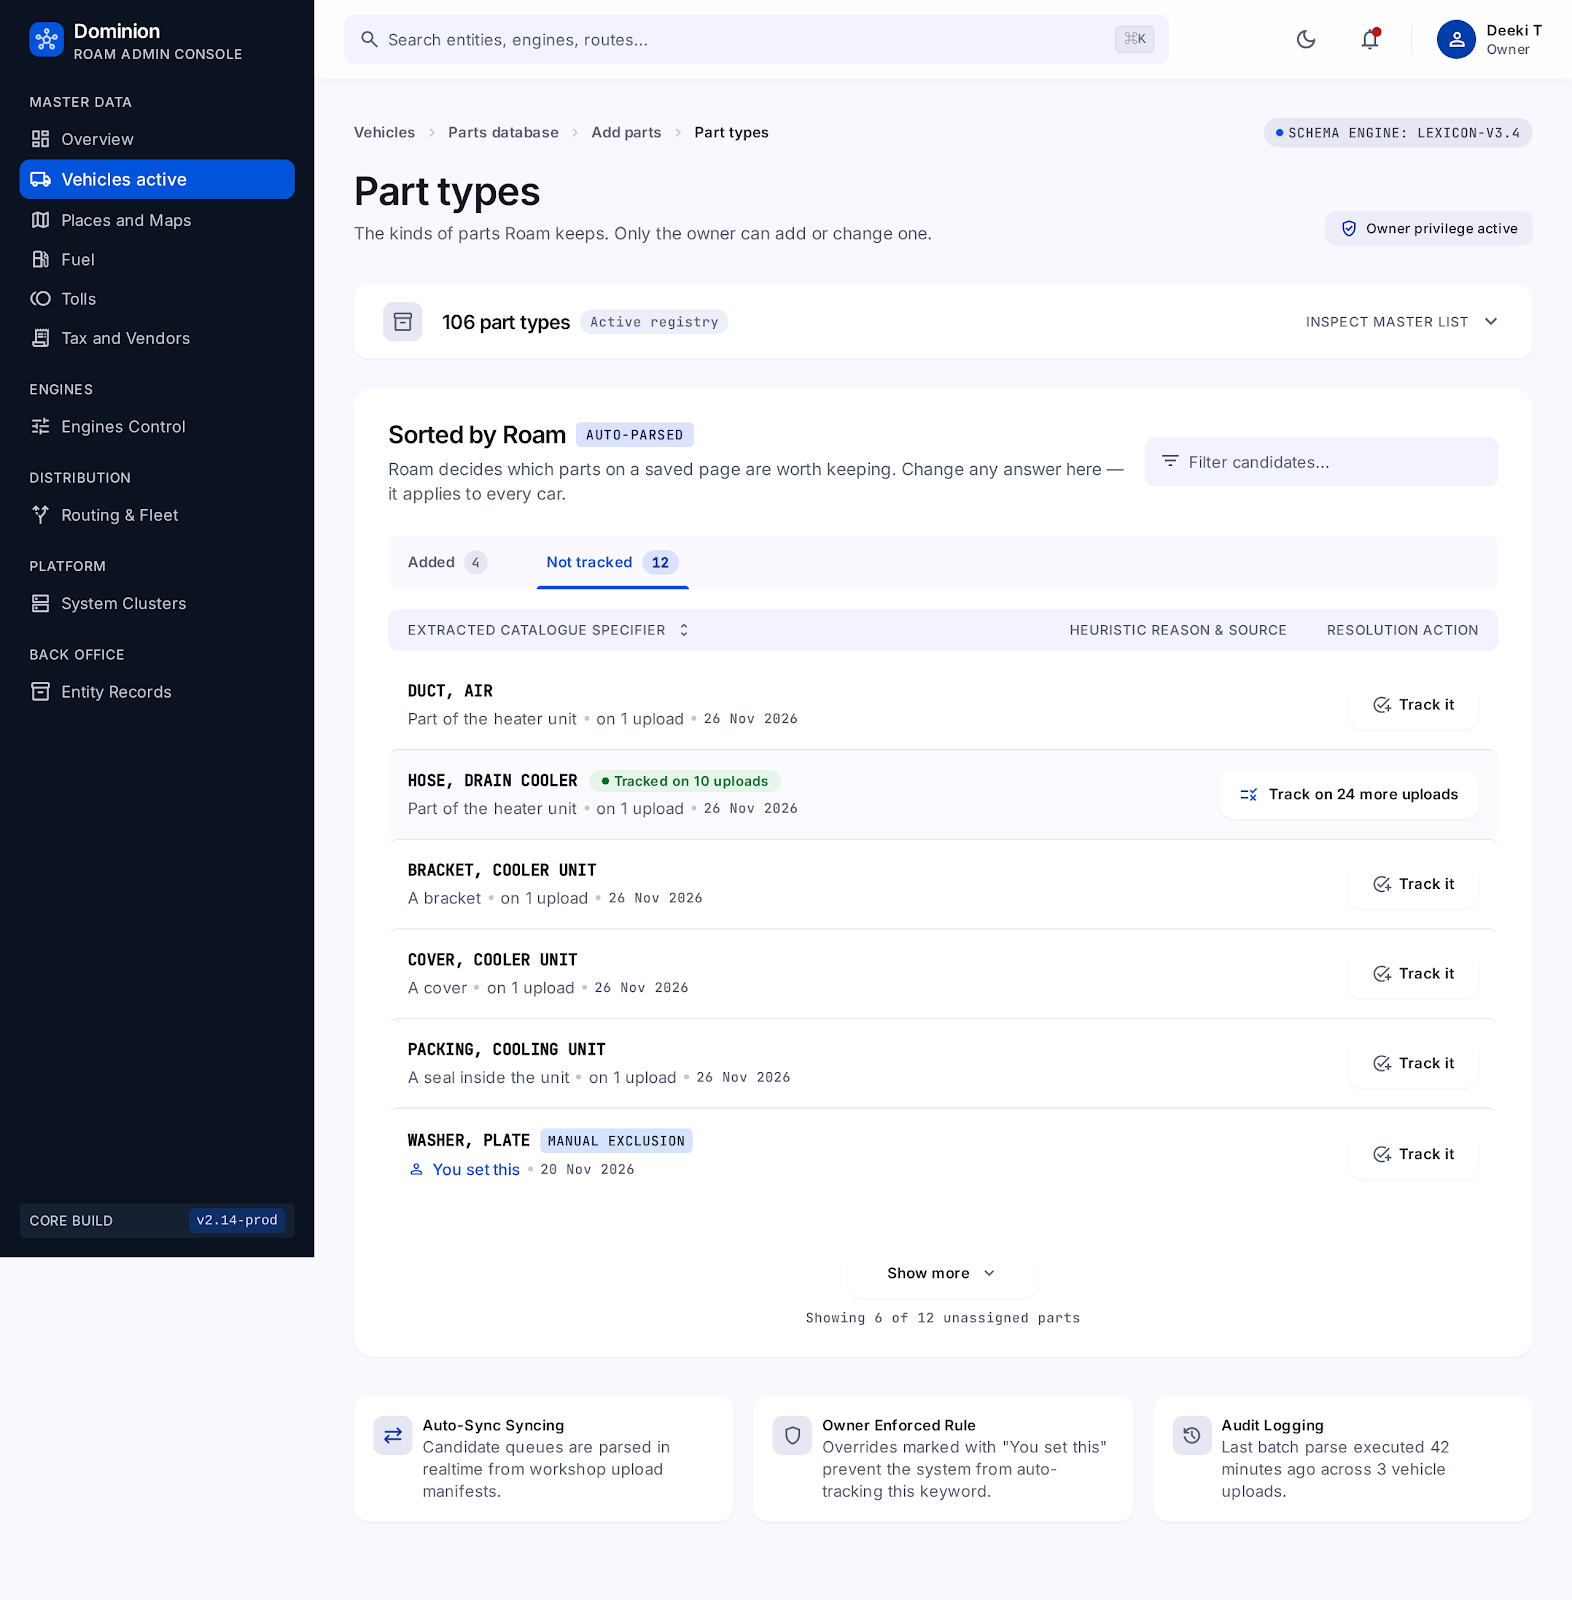 Dominion
ROAM ADMIN CONSOLE
MASTER DATA
Overview
Vehicles active
Places and Maps
Fuel
Tolls
Tax and Vendors
ENGINES
Engines Control
DISTRIBUTION
Routing & Fleet
PLATFORM
System Clusters
BACK OFFICE
Entity Records
CORE BUILD v2.14-prod
Search entities, engines, routes... ⌘K
Deeki T
Owner
Vehicles > Parts database > Add parts > Part types
SCHEMA ENGINE: LEXICON-V3.4
Part types
The kinds of parts Roam keeps. Only the owner can add or change one.
Owner privilege active
106 part types Active registry INSPECT MASTER LIST
Sorted by Roam AUTO-PARSED
Roam decides which parts on a saved page are worth keeping. Change any answer here —
it applies to every car.
Filter candidates...
Added 4 Not tracked 12
EXTRACTED CATALOGUE SPECIFIER HEURISTIC REASON & SOURCE RESOLUTION ACTION
DUCT, AIR
Part of the heater unit • on 1 upload • 26 Nov 2026
Track it
HOSE, DRAIN COOLER • Tracked on 10 uploads
Part of the heater unit • on 1 upload • 26 Nov 2026
Track on 24 more uploads
BRACKET, COOLER UNIT
A bracket • on 1 upload • 26 Nov 2026
Track it
COVER, COOLER UNIT
A cover • on 1 upload • 26 Nov 2026
Track it
PACKING, COOLING UNIT
A seal inside the unit • on 1 upload • 26 Nov 2026
Track it
WASHER, PLATE MANUAL EXCLUSION
You set this • 20 Nov 2026
Track it
Show more
Showing 6 of 12 unassigned parts
Auto-Sync Syncing
Candidate queues are parsed in
realtime from workshop upload
manifests.
Owner Enforced Rule
Overrides marked with "You set this"
prevent the system from auto-
tracking this keyword.
Audit Logging
Last batch parse executed 42
minutes ago across 3 vehicle
uploads.